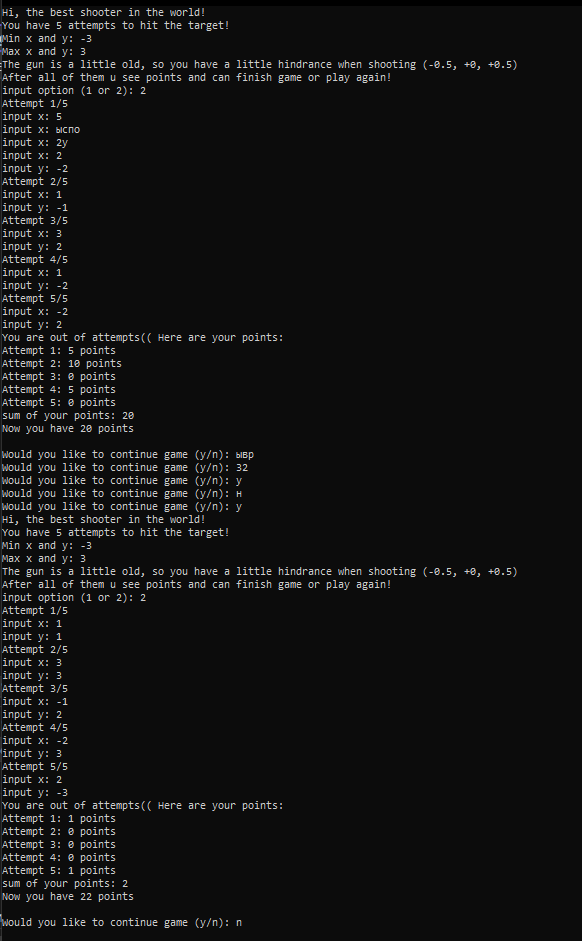 Hi, the best shooter in the world!
You have 5 attempts to hit the target!
Min x and y: -3
Max x and y: 3
The gun is a little old, so you have a little hindrance when shooting (-0.5, +0, +0.5)
After all of them u see points and can finish game or play again!
input option (1 or 2): 2
Attempt 1/5
input x: 5
input x: ыспо
input x: 2у
input x: 2
input y: -2
Attempt 2/5
input x: 1
input y: -1
Attempt 3/5
input x: 3
input y: 2
Attempt 4/5
input x: 1
input y: -2
Attempt 5/5
input x: -2
input y: 2
You are out of attempts(( Here are your points:
Attempt 1: 5 points
Attempt 2: 10 points
Attempt 3: 0 points
Attempt 4: 5 points
Attempt 5: 0 points
sum of your points: 20
Now you have 20 points
Would you like to continue game (y/n): ывр
Would you like to continue game (y/n): 32
Would you like to continue game (y/n): у
Would you like to continue game (y/n): н
Would you like to continue game (y/n): y
Hi, the best shooter in the world!
You have 5 attempts to hit the target!
Min x and y: -3
Max x and y: 3
The gun is a little old, so you have a little hindrance when shooting (-0.5, +0, +0.5)
After all of them u see points and can finish game or play again!
input option (1 or 2): 2
Attempt 1/5
input x: 1
input y: 1
Attempt 2/5
input x: 3
input y: 3
Attempt 3/5
input x: -1
input y: 2
Attempt 4/5
input x: -2
input y: 3
Attempt 5/5
input x: 2
input y: -3
You are out of attempts(( Here are your points:
Attempt 1: 1 points
Attempt 2: 0 points
Attempt 3: 0 points
Attempt 4: 0 points
Attempt 5: 1 points
sum of your points: 2
Now you have 22 points
Would you like to continue game (y/n): n